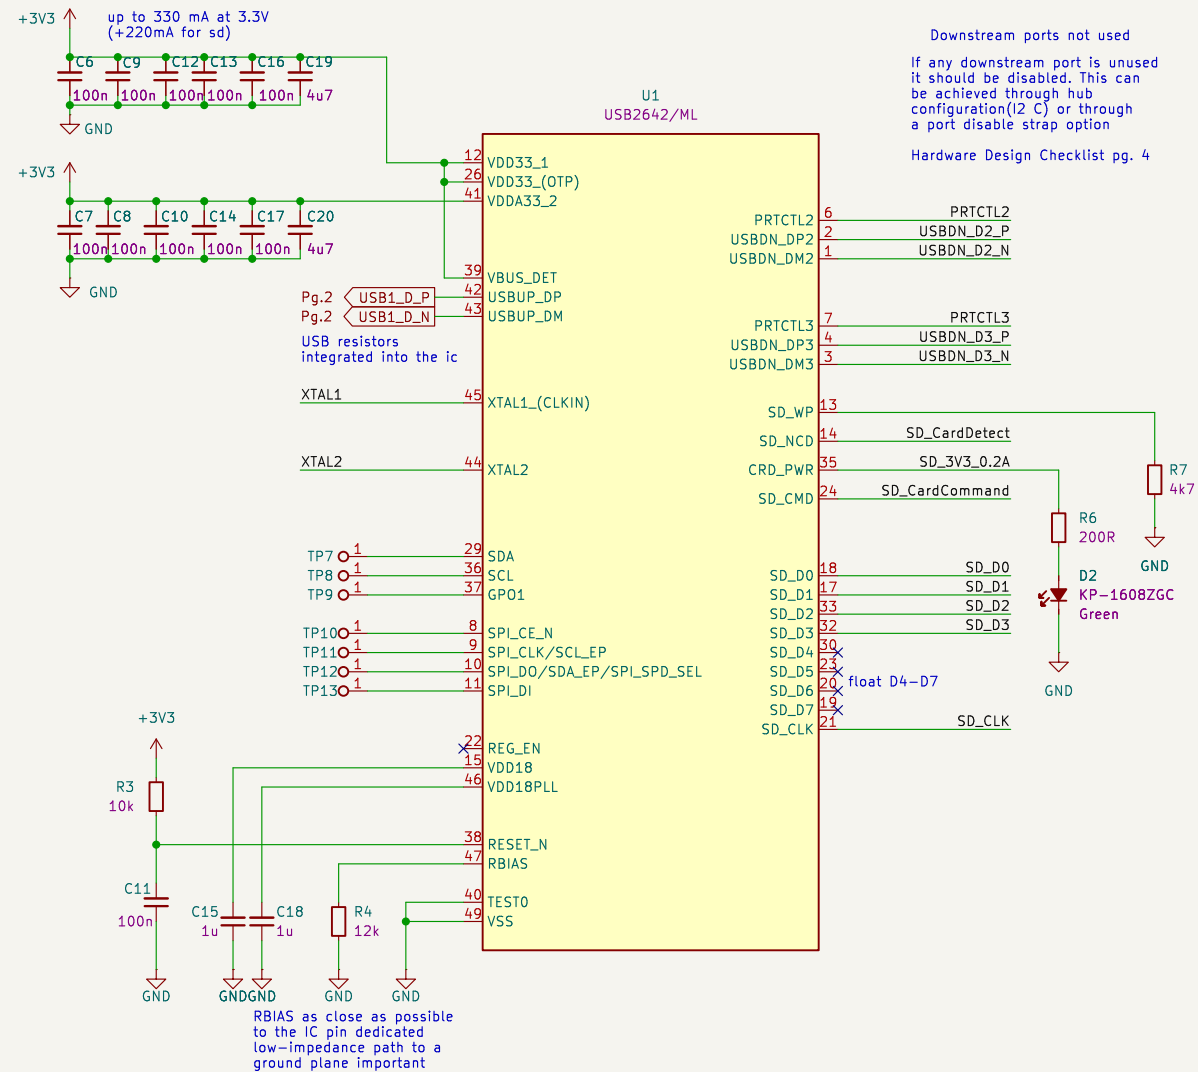 +3V3
up to 330 mA at 3.3V
(+220mA for sd)
C6 C9 C12 C13 C16 C19
100n 100n 100n 100n 100n 4u7
GND
+3V3
C7 C8 C10 C14 C17 C20
100n 100n 100n 100n 100n 4u7
GND
Downstream ports not used
If any downstream port is unused
it should be disabled. This can
be achieved through hub
configuration(I2 C) or through
a port disable strap option
Hardware Design Checklist pg. 4
U1
USB2642/ML
12 VDD33_1
26 VDD33_(OTP)
41 VDDA33_2
39 VBUS_DET
Pg.2 USB1_D_P 42 USBUP_DP
Pg.2 USB1_D_N 43 USBUP_DM
USB resistors
integrated into the ic
XTAL1 45 XTAL1_(CLKIN)
XTAL2 44 XTAL2
TP7 1 29 SDA
TP8 1 36 SCL
TP9 1 37 GPO1
TP10 1 8 SPI_CE_N
TP11 1 9 SPI_CLK/SCL_EP
TP12 1 10 SPI_DO/SDA_EP/SPI_SPD_SEL
TP13 1 11 SPI_DI
22 REG_EN
15 VDD18
46 VDD18PLL
38 RESET_N
47 RBIAS
40 TEST0
49 VSS
PRTCTL2 6 PRTCTL2
USBDN_DP2 2 USBDN_D2_P
USBDN_DM2 1 USBDN_D2_N
PRTCTL3 7 PRTCTL3
USBDN_DP3 4 USBDN_D3_P
USBDN_DM3 3 USBDN_D3_N
SD_WP 13
SD_NCD 14 SD_CardDetect
CRD_PWR 35 SD_3V3_0.2A
SD_CMD 24 SD_CardCommand
SD_D0 18 SD_D0
SD_D1 17 SD_D1
SD_D2 33 SD_D2
SD_D3 32 SD_D3
SD_D4 30
SD_D5 23
SD_D6 20
SD_D7 19
float D4-D7
SD_CLK 21 SD_CLK
R7
4k7
GND
R6
200R
D2
KP-1608ZGC
Green
GND
+3V3
R3
10k
C11
100n
GND
C15
1u
GND
C18
1u
GND
R4
12k
GND
GND
RBIAS as close as possible
to the IC pin dedicated
low-impedance path to a
ground plane important